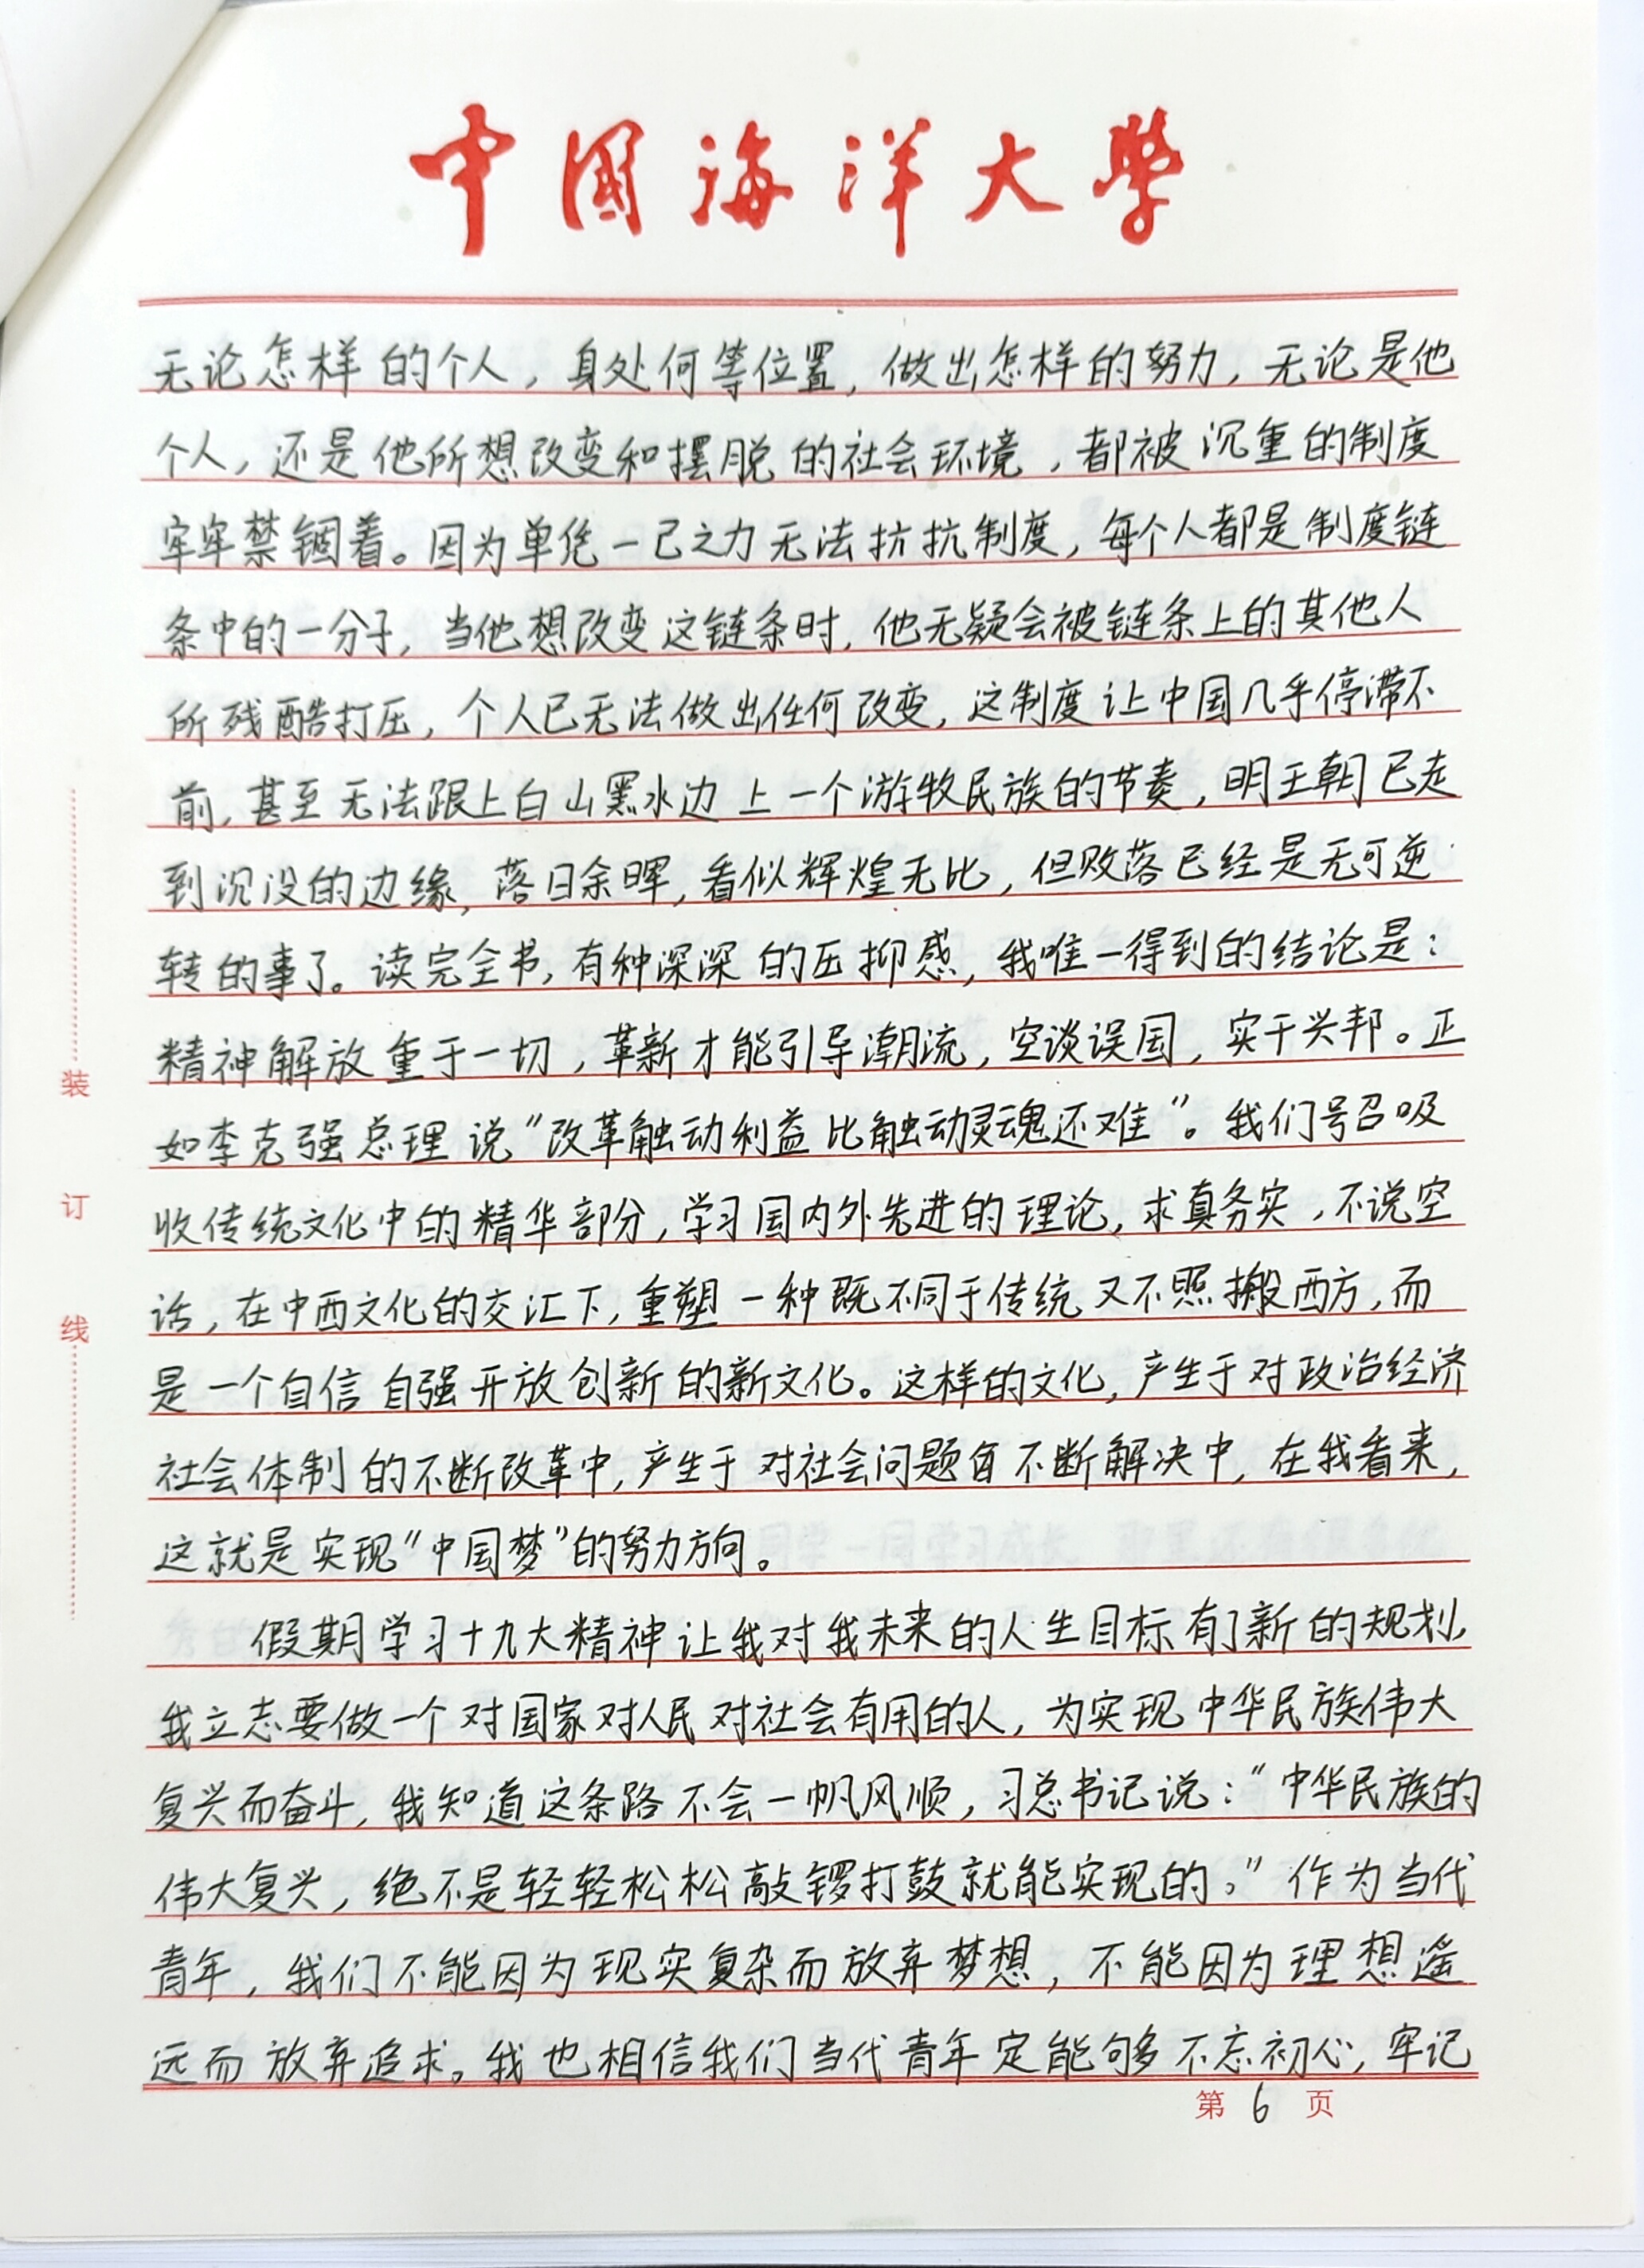 中国海洋大学
无论怎样的个人，身处何等位置，做出怎样的努力，无论是他
个人，还是他所想改变和摆脱的社会环境，都被沉重的制度
牢牢禁锢着。因为单凭一己之力无法抗抗制度，每个人都是制度链
条中的一分子，当他想改变这链条时，他无疑会被链条上的其他人
所残酷打压，个人已无法做出任何改变，这制度让中国几乎停滞不
前，甚至无法跟上白山黑水边上一个游牧民族的节奏，明王朝已走
到沉没的边缘，落日余晖，看似辉煌无比，但败落已经是无可逆
转的事了。读完全书，有种深深的压抑感，我唯一得到的结论是：
精神解放重于一切，革新才能引导潮流，空谈误国，实干兴邦。正
如李克强总理说“改革触动利益比触动灵魂还难”。我们号召吸
收传统文化中的精华部分，学习国内外先进的理论，求真务实，不说空
话，在中西文化的交汇下，重塑一种既不同于传统又不照搬西方，而
是一个自信自强开放创新的新文化。这样的文化，产生于对政治经济
社会体制的不断改革中，产生于对社会问题自不断解决中，在我看来，
这就是实现“中国梦”的努力方向。
假期学习十九大精神让我对我未来的人生目标有了新的规划，
我立志要做一个对国家对人民对社会有用的人，为实现中华民族伟大
复兴而奋斗，我知道这条路不会一帆风顺，习总书记说：“中华民族的
伟大复兴，绝不是轻轻松松敲锣打鼓就能实现的。”作为当代
青年，我们不能因为现实复杂而放弃梦想，不能因为理想遥
远而放弃追求。我也相信我们当代青年定能够不忘初心，牢记
第6页
装
订
线